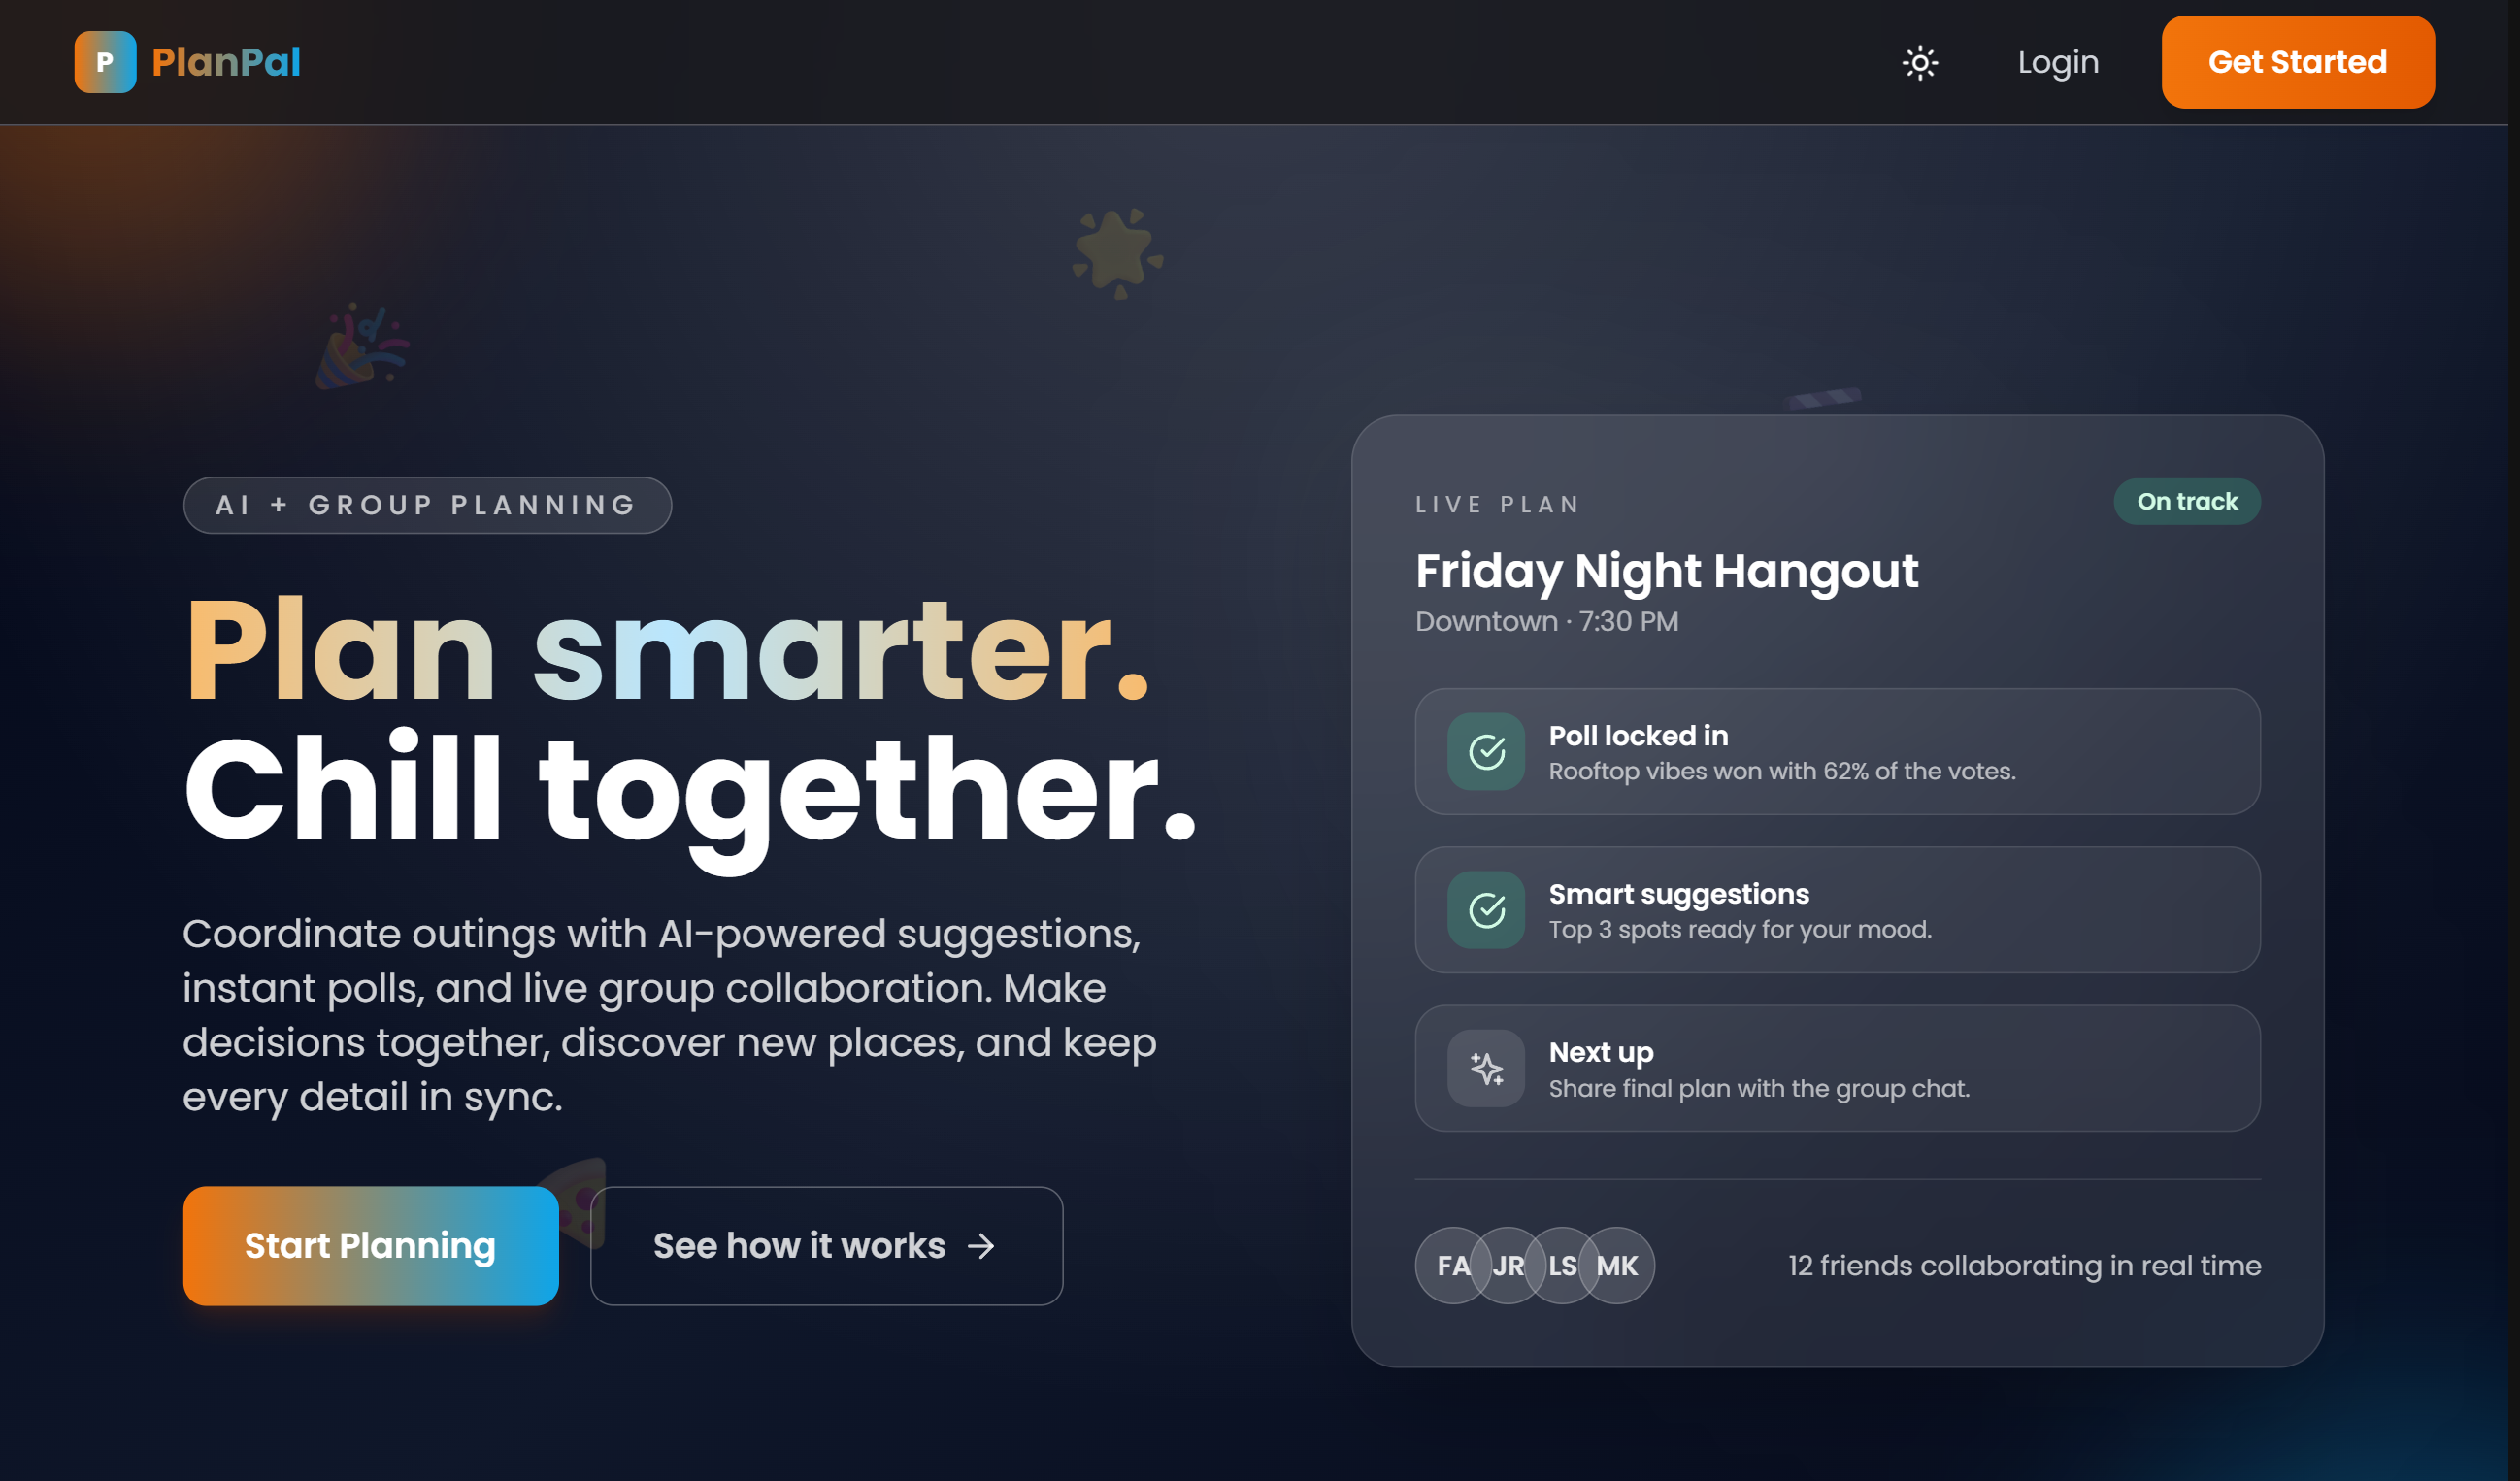 P PlanPal
Login
Get Started
AI + GROUP PLANNING
Plan smarter.
Chill together.
Coordinate outings with AI-powered suggestions,
instant polls, and live group collaboration. Make
decisions together, discover new places, and keep
every detail in sync.
Start Planning
See how it works →
LIVE PLAN
On track
Friday Night Hangout
Downtown · 7:30 PM
Poll locked in
Rooftop vibes won with 62% of the votes.
Smart suggestions
Top 3 spots ready for your mood.
Next up
Share final plan with the group chat.
FA JR LS MK
12 friends collaborating in real time